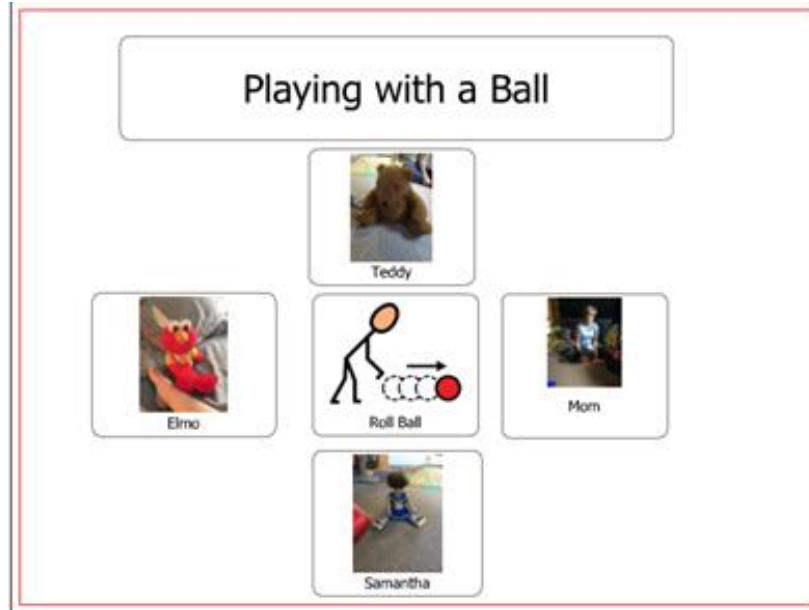 Playing with a Ball
Teddy
Elmo
Roll Ball
Mom
Samantha